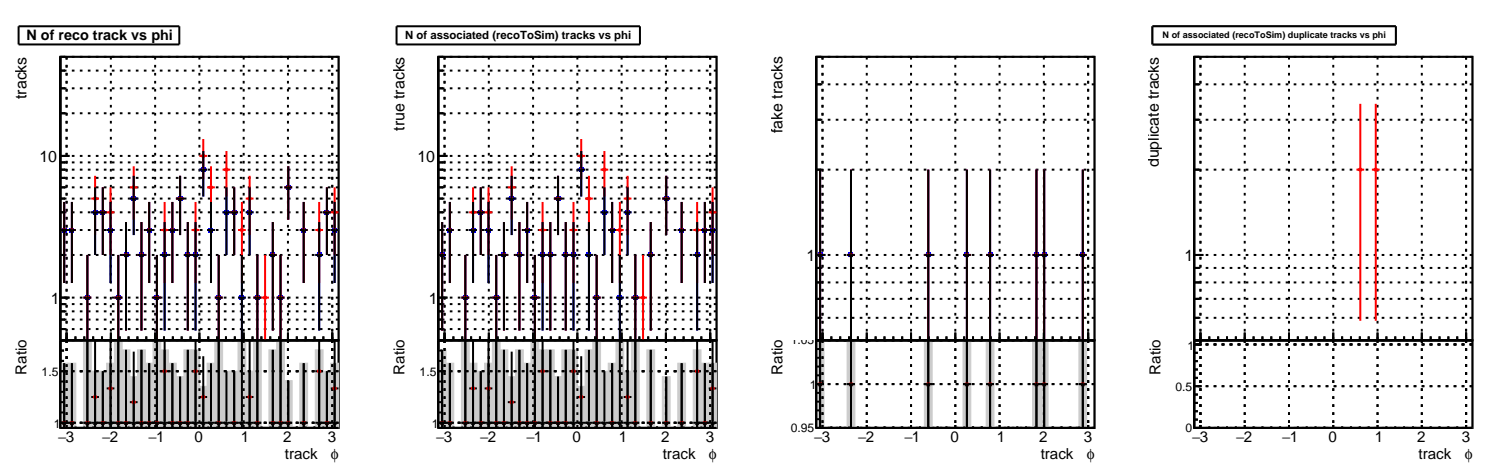 N of reco track vs phi
tracks
10
1
Ratio
1.5
1
−3 −2 −1 0 1 2 3
track ϕ
N of associated (recoToSim) tracks vs phi
true tracks
10
1
Ratio
1.5
1
−3 −2 −1 0 1 2 3
track ϕ
fake tracks
1
Ratio
1.05
1
0.95
−3 −2 −1 0 1 2 3
track ϕ
N of associated (recoToSim) duplicate tracks vs phi
duplicate tracks
1
Ratio
1
0.5
0
−3 −2 −1 0 1 2 3
track ϕ